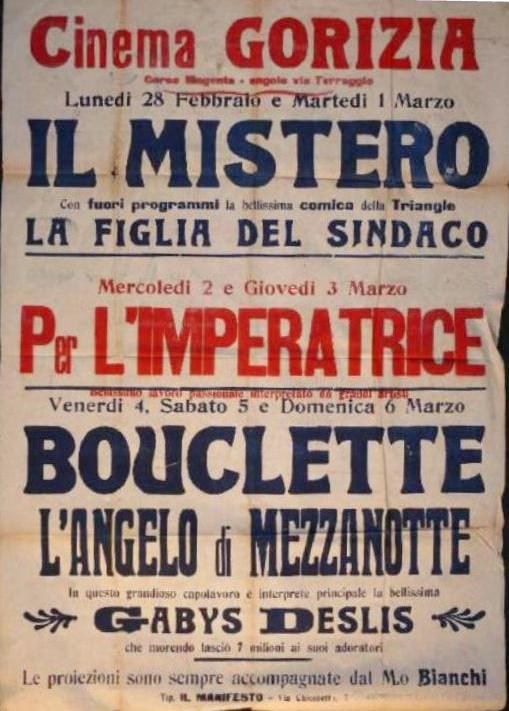 Cinema GORIZIA
Corso Magenta - angolo via Terraggio
Lunedì 28 Febbraio e Martedì 1 Marzo
IL MISTERO
Con fuori programmi la bellissima comica della Triangle
LA FIGLIA DEL SINDACO
Mercoledì 2 e Giovedì 3 Marzo
Per L'IMPERATRICE
Bellissimo lavoro passionale interpretato da grandi artisti
Venerdì 4, Sabato 5 e Domenica 6 Marzo
BOUCLETTE
L'ANGELO di MEZZANOTTE
In questo grandioso capolavoro è interprete principale la bellissima
GABYS DESLIS
che morendo lasciò 7 milioni ai suoi adoratori
Le proiezioni sono sempre accompagnate dal M.o Bianchi
Tip. IL MANIFESTO - Via